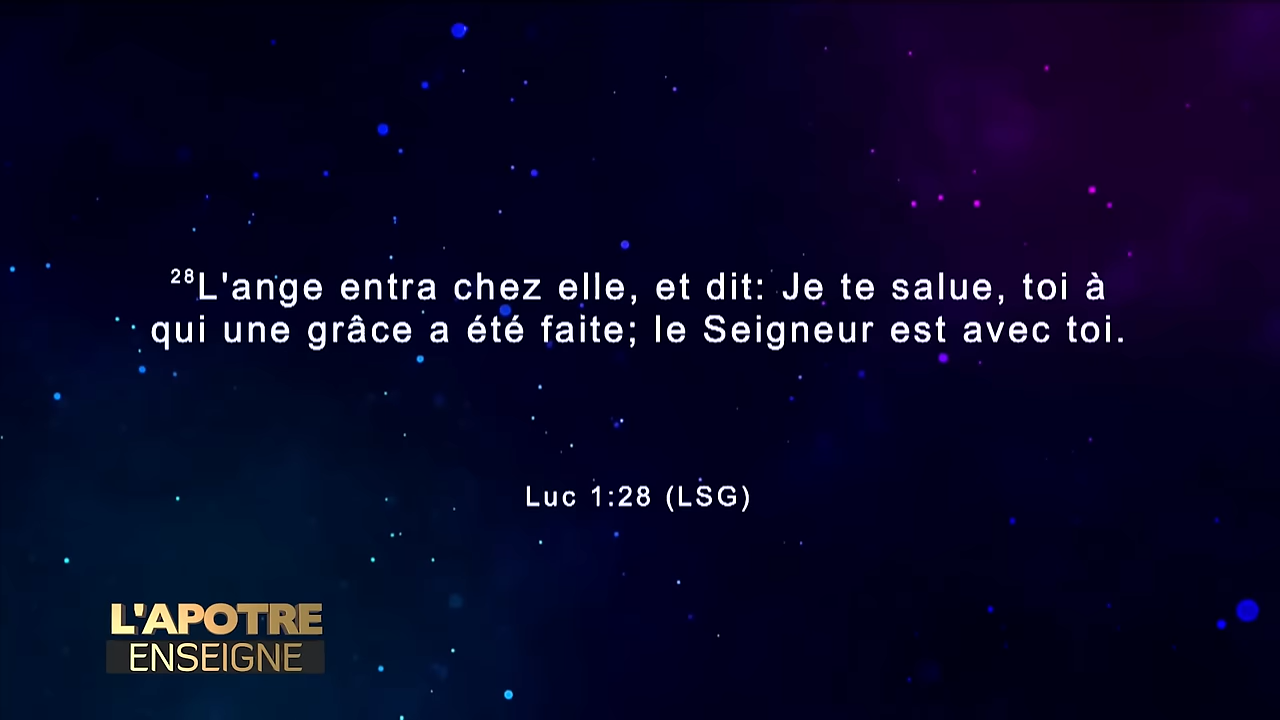 ²⁸L'ange entra chez elle, et dit: Je te salue, toi à
qui une grâce a été faite; le Seigneur est avec toi.
Luc 1:28 (LSG)
L'APOTRE
ENSEIGNE